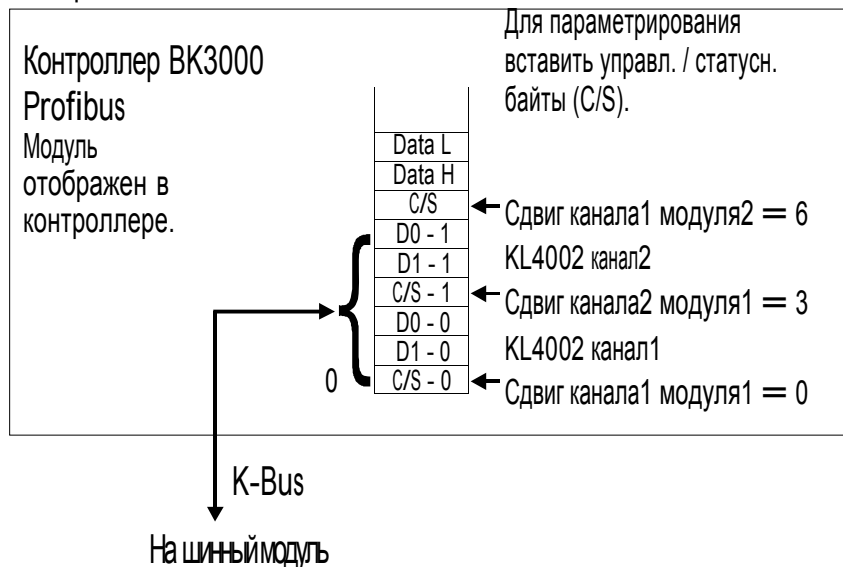 Контроллер BK3000
Profibus
Модуль
отображен в
контроллере.
Для параметрирования
вставить управл. / статусн.
байты (C/S).
Data L
Data H
C/S
D0 - 1
D1 - 1
C/S - 1
D0 - 0
D1 - 0
C/S - 0
0
Сдвиг канала1 модуля2 = 6
KL4002 канал2
Сдвиг канала2 модуля1 = 3
KL4002 канал1
Сдвиг канала1 модуля1 = 0
K-Bus
На шинный модуль